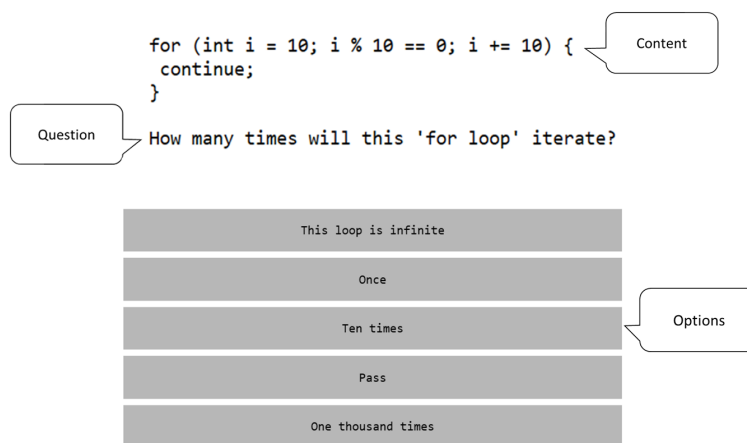 for (int i = 10; i % 10 == 0; i += 10) {
continue;
}
Content
Question
How many times will this 'for loop' iterate?
This loop is infinite
Once
Ten times
Options
Pass
One thousand times